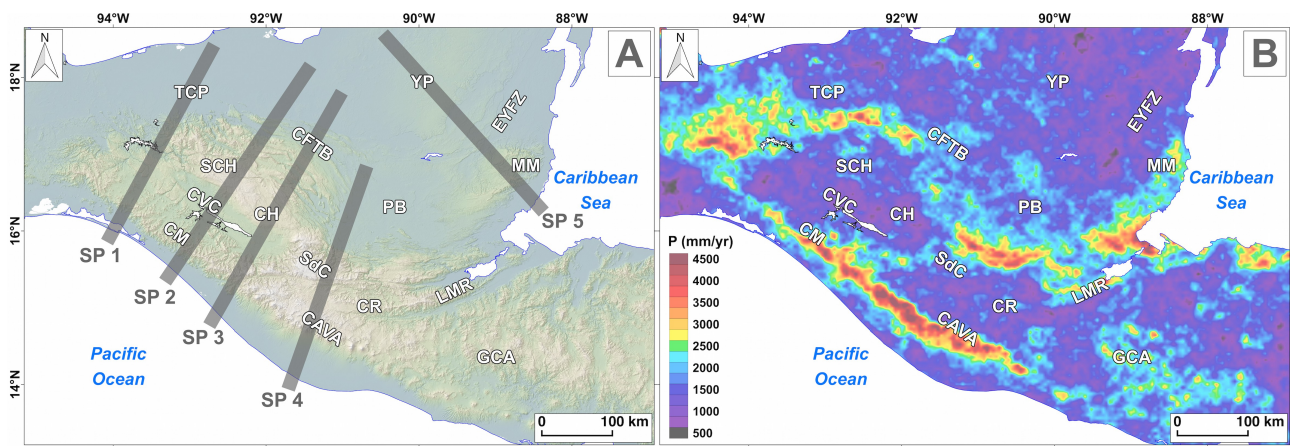 94°W 92°W 90°W 88°W
94°W 92°W 90°W 88°W
N
A
18°N
16°N
14°N
TCP
YP
EYFZ
CFTB
SCH
MM
Caribbean
Sea
CVC
CH
PB
CM
SP 5
SP 1
SdC
SP 2
LMR
CR
SP 3
CAVA
GCA
Pacific
Ocean
SP 4
0 100 km
N
B
TCP
YP
EYFZ
CFTB
SCH
MM
Caribbean
Sea
CVC
CH
PB
CM
P (mm/yr)
4500
4000
3500
3000
2500
2000
1500
1000
500
SdC
LMR
CR
CAVA
GCA
Pacific
Ocean
0 100 km